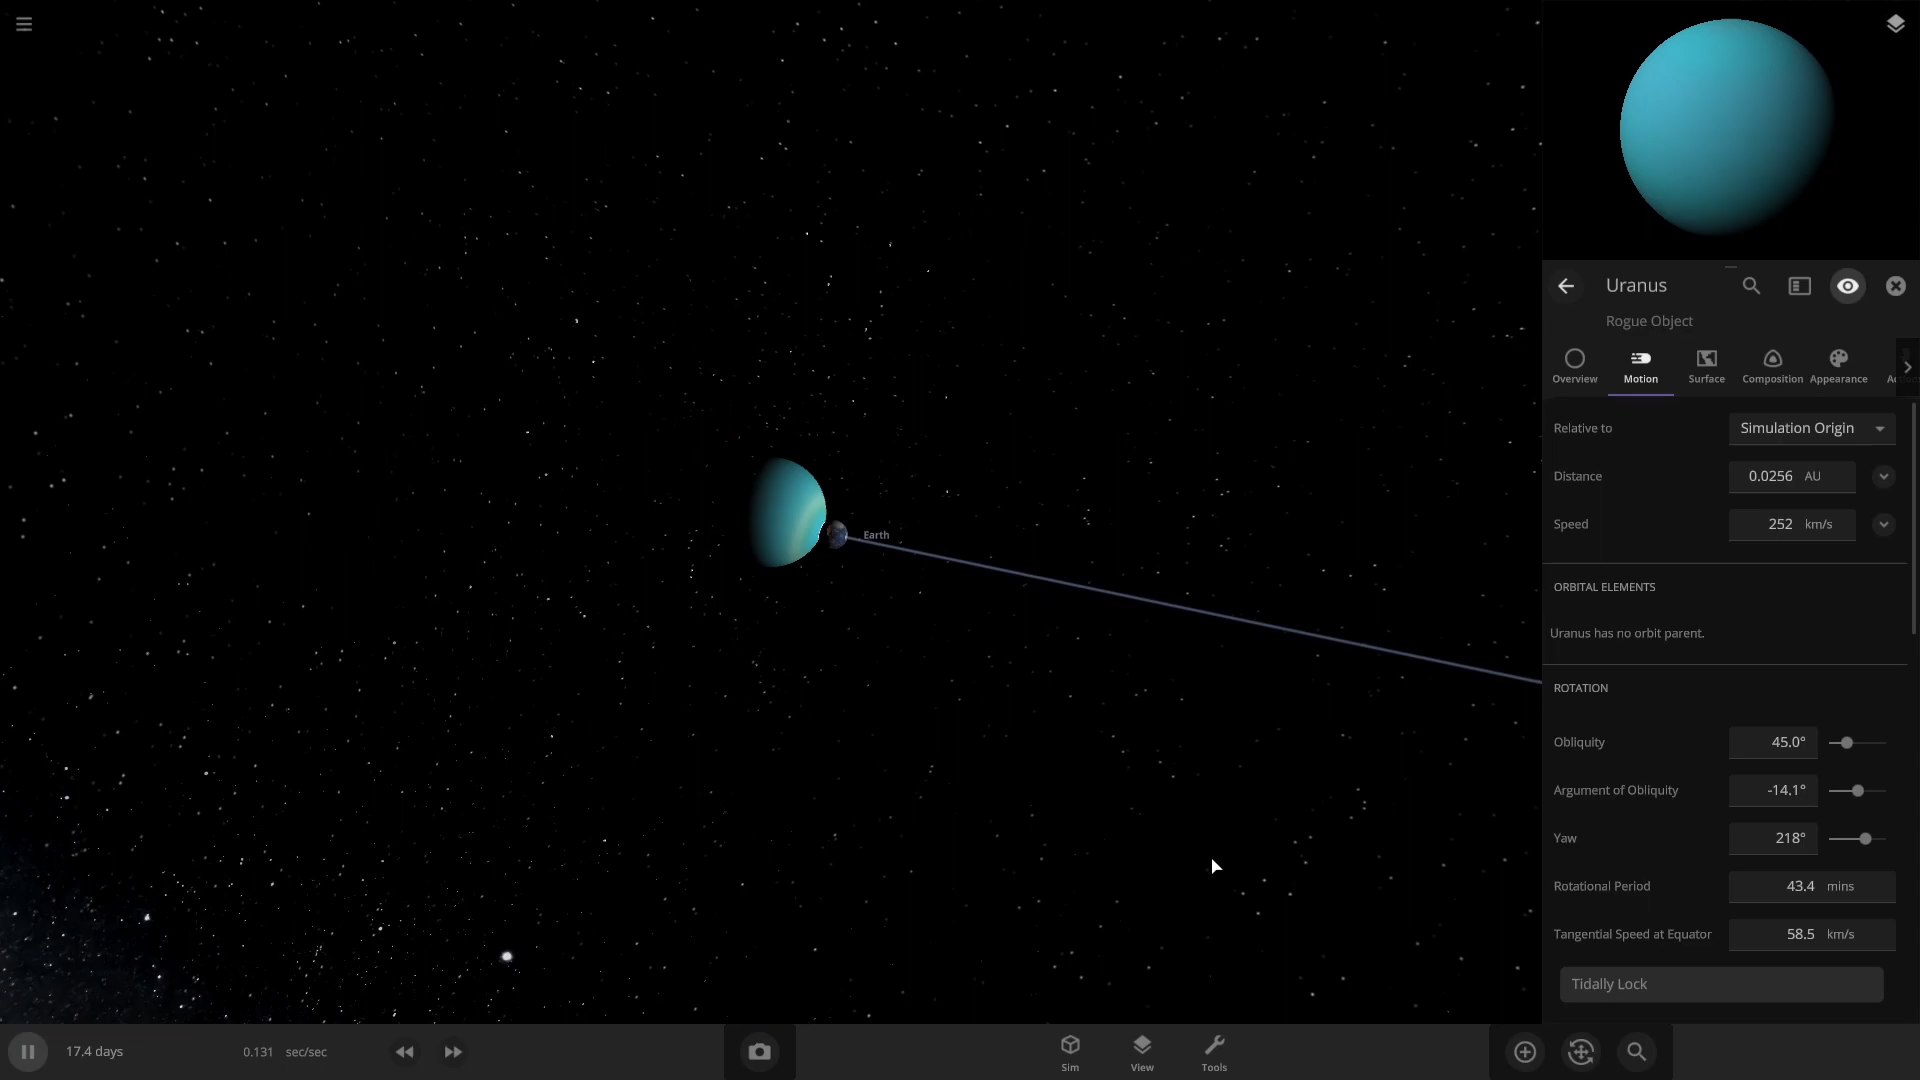 Earth
Uranus
Rogue Object
Overview
Motion
Surface
Composition
Appearance
Relative to
Simulation Origin
Distance
0.0256 AU
Speed
252 km/s
ORBITAL ELEMENTS
Uranus has no orbit parent.
ROTATION
Obliquity
45.0°
Argument of Obliquity
-14.1°
Yaw
218°
Rotational Period
43.4 mins
Tangential Speed at Equator
58.5 km/s
Tidally Lock
17.4 days
0.131 sec/sec
Sim
View
Tools